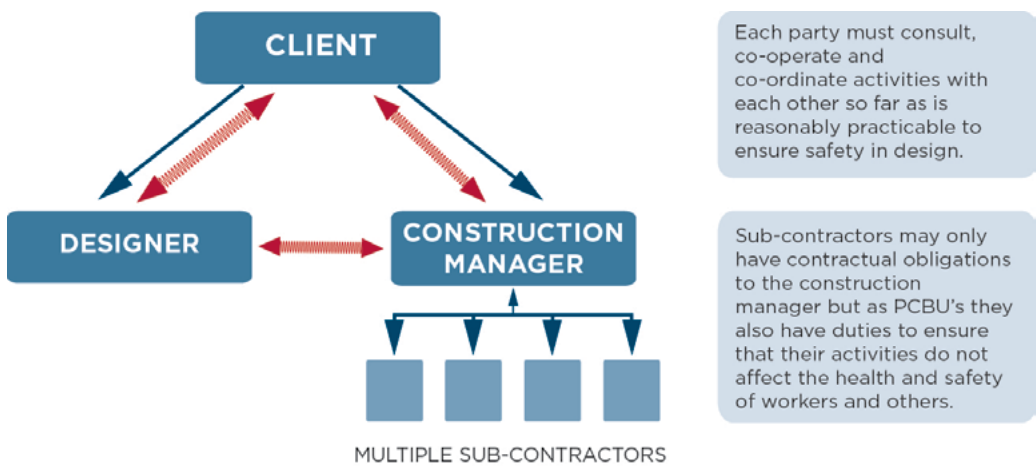 CLIENT
DESIGNER
CONSTRUCTION
MANAGER
MULTIPLE SUB-CONTRACTORS
Each party must consult,
co-operate and
co-ordinate activities with
each other so far as is
reasonably practicable to
ensure safety in design.
Sub-contractors may only
have contractual obligations
to the construction
manager but as PCBU's they
also have duties to ensure
that their activities do not
affect the health and safety
of workers and others.